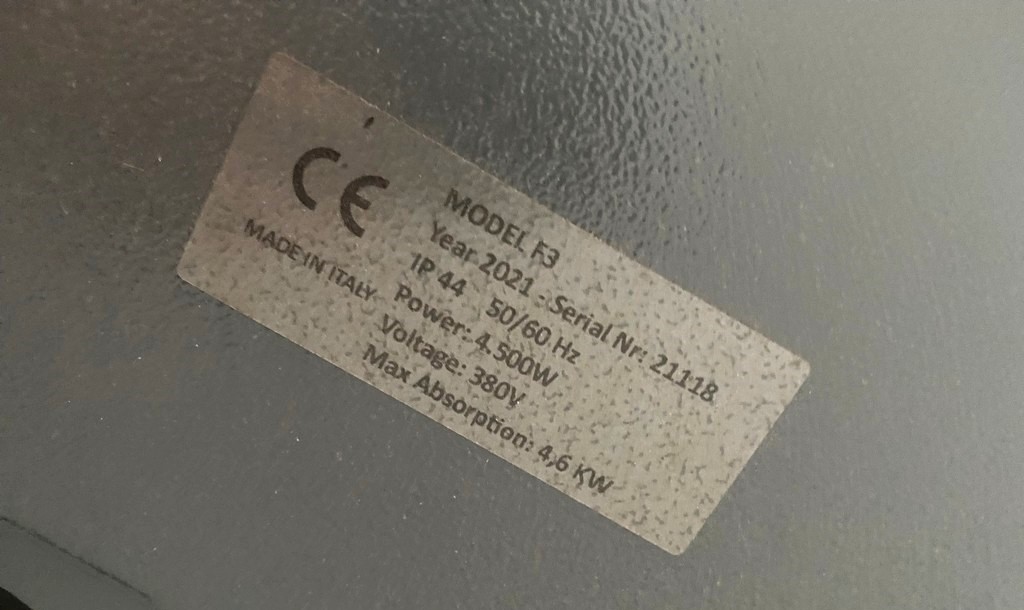 CE
MADE IN ITALY
MODEL F3
Year 2021 - Serial Nr: 21118
IP 44 50/60 Hz
Power: 4.500W
Voltage: 380V
Max Absorption: 4,6 KW